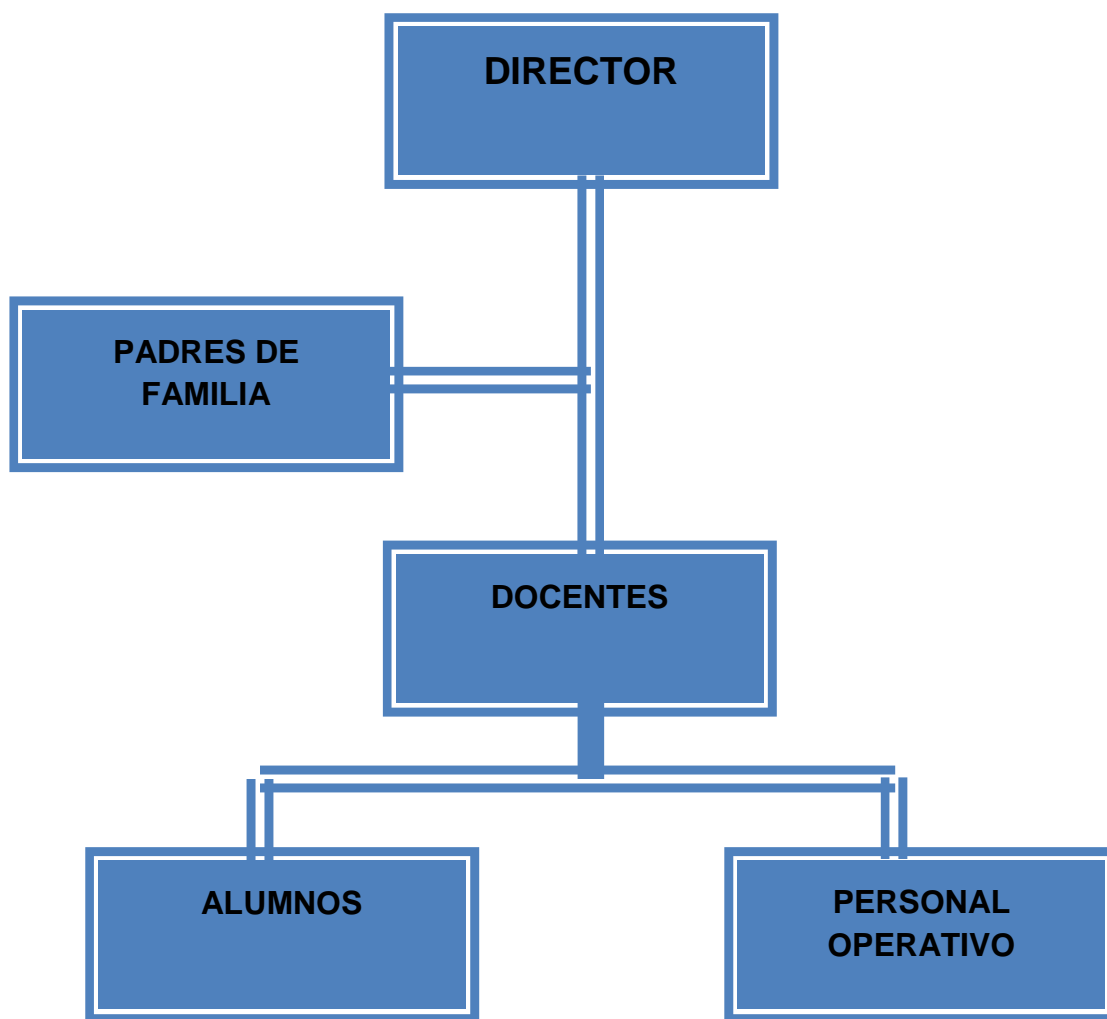 DIRECTOR
PADRES DE
FAMILIA
DOCENTES
ALUMNOS
PERSONAL
OPERATIVO